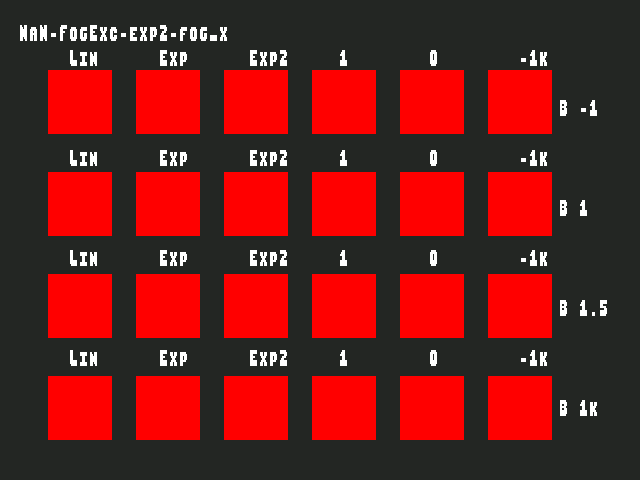 NaN-FogExc-exp2-fog_x
Lin Exp Exp2 1 0 -1k
B -1
Lin Exp Exp2 1 0 -1k
B 1
Lin Exp Exp2 1 0 -1k
B 1.5
Lin Exp Exp2 1 0 -1k
B 1k